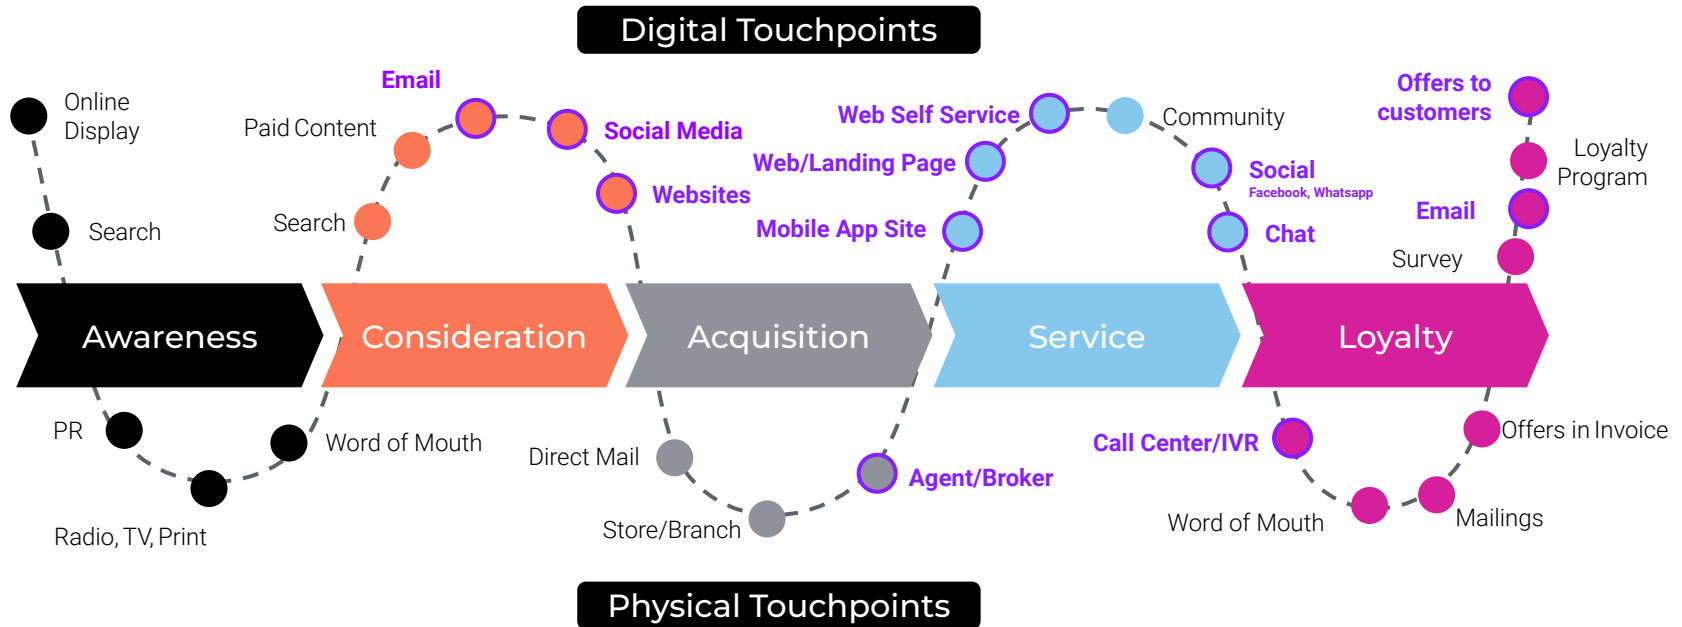 Digital Touchpoints
Online
Display
Search
Paid Content
Email
Social Media
Websites
Search
Web Self Service
Web/Landing Page
Mobile App Site
Community
Social
Facebook, Whatsapp
Chat
Offers to
customers
Loyalty
Program
Email
Survey
Awareness
Consideration
Acquisition
Service
Loyalty
PR
Radio, TV, Print
Word of Mouth
Direct Mail
Store/Branch
Agent/Broker
Call Center/IVR
Word of Mouth
Mailings
Offers in Invoice
Physical Touchpoints